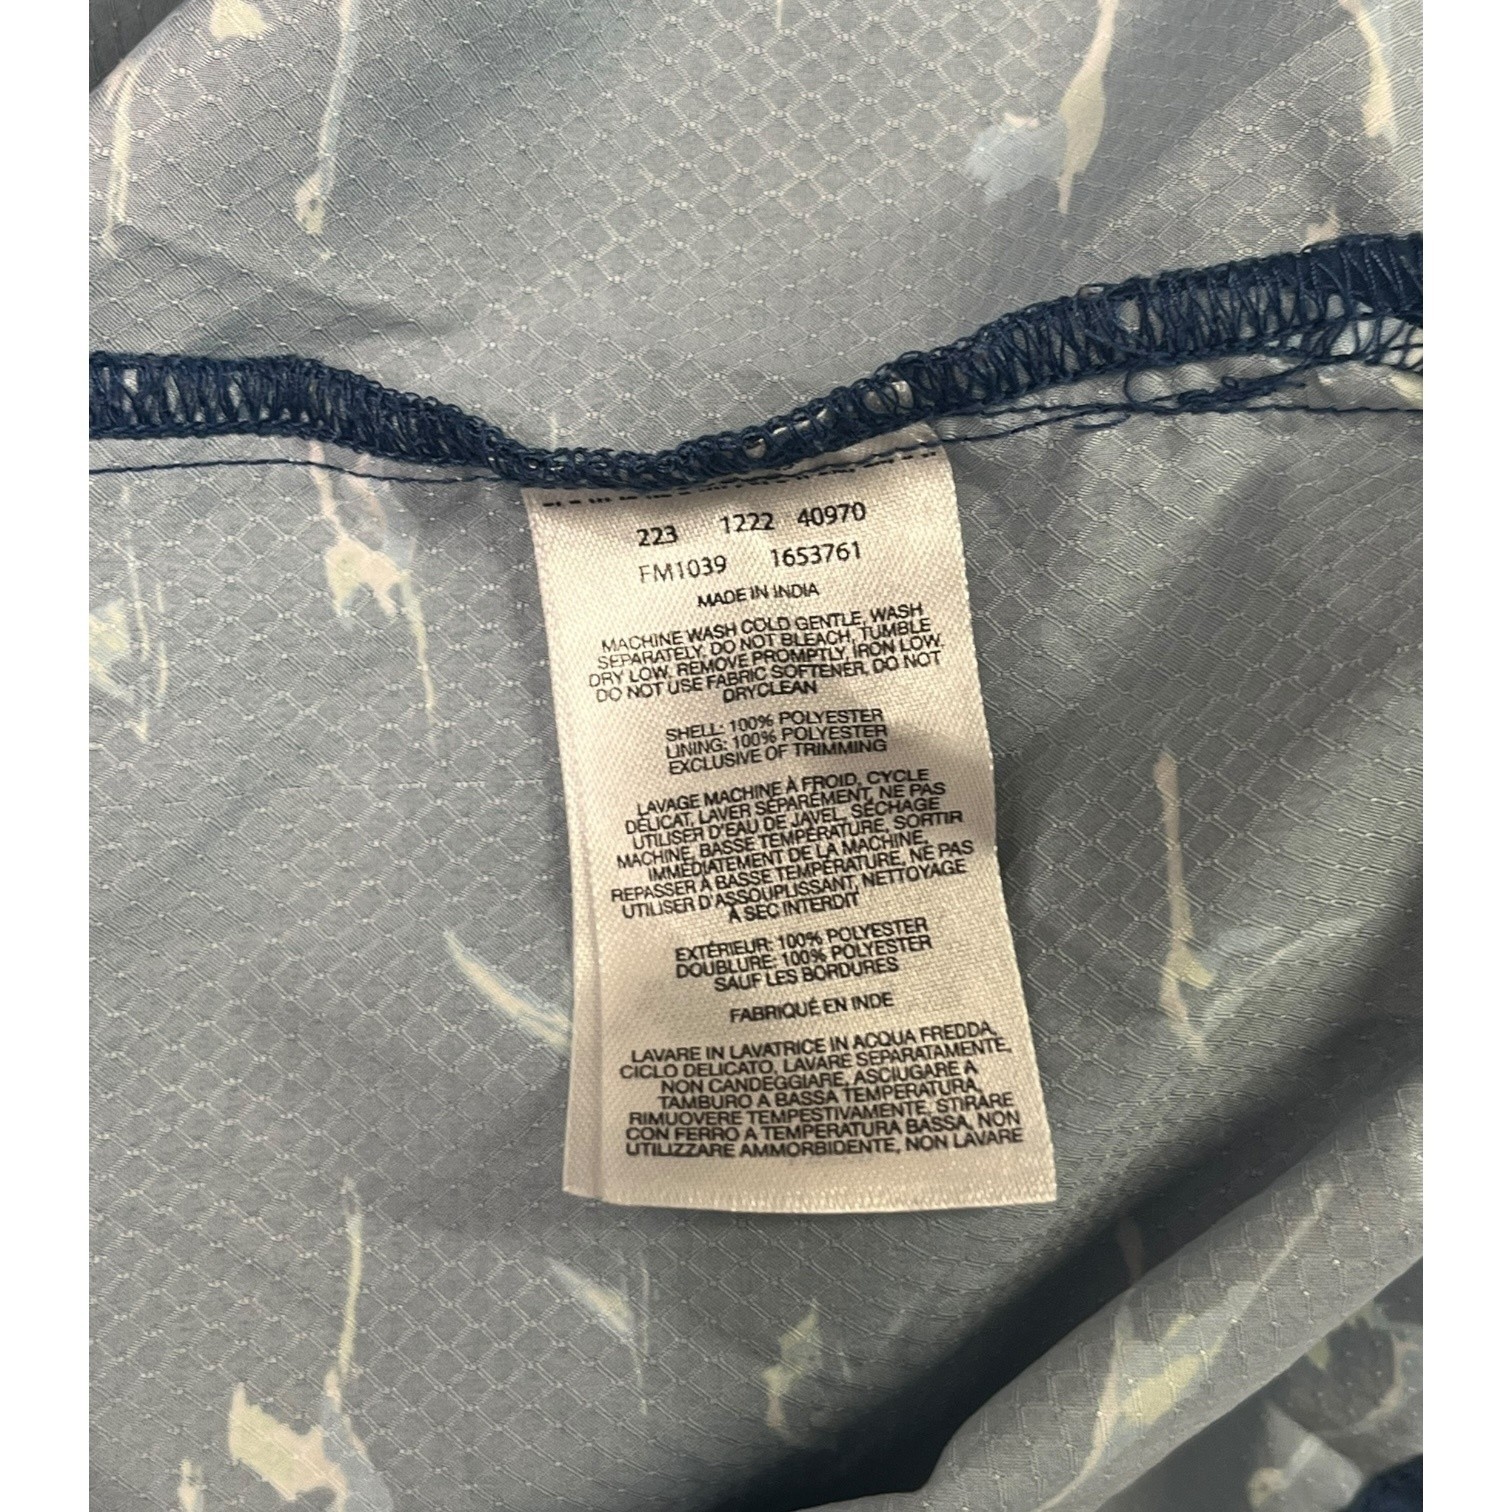 223 1222 40970
FM1039 1653761
MADE IN INDIA
MACHINE WASH COLD GENTLE, WASH
SEPARATELY, DO NOT BLEACH, TUMBLE
DRY LOW, REMOVE PROMPTLY, IRON LOW.
DO NOT USE FABRIC SOFTENER, DO NOT
DRYCLEAN
SHELL: 100% POLYESTER
LINING: 100% POLYESTER
EXCLUSIVE OF TRIMMING
LAVAGE MACHINE À FROID, CYCLE
DÉLICAT, LAVER SÉPARÉMENT, NE PAS
UTILISER D'EAU DE JAVEL, SÉCHAGE
MACHINE, BASSE TEMPÉRATURE, SORTIR
IMMÉDIATEMENT DE LA MACHINE,
REPASSER À BASSE TEMPÉRATURE, NE PAS
UTILISER D'ASSOUPLISSANT, NETTOYAGE
À SEC INTERDIT
EXTÉRIEUR: 100% POLYESTER
DOUBLURE: 100% POLYESTER
SAUF LES BORDURES
FABRIQUÉ EN INDE
LAVARE IN LAVATRICE IN ACQUA FREDDA,
CICLO DELICATO, LAVARE SEPARATAMENTE,
NON CANDEGGIARE, ASCIUGARE A
TAMBURO A BASSA TEMPERATURA,
RIMUOVERE TEMPESTIVAMENTE, STIRARE
CON FERRO A TEMPERATURA BASSA, NON
UTILIZZARE AMMORBIDENTE, NON LAVARE